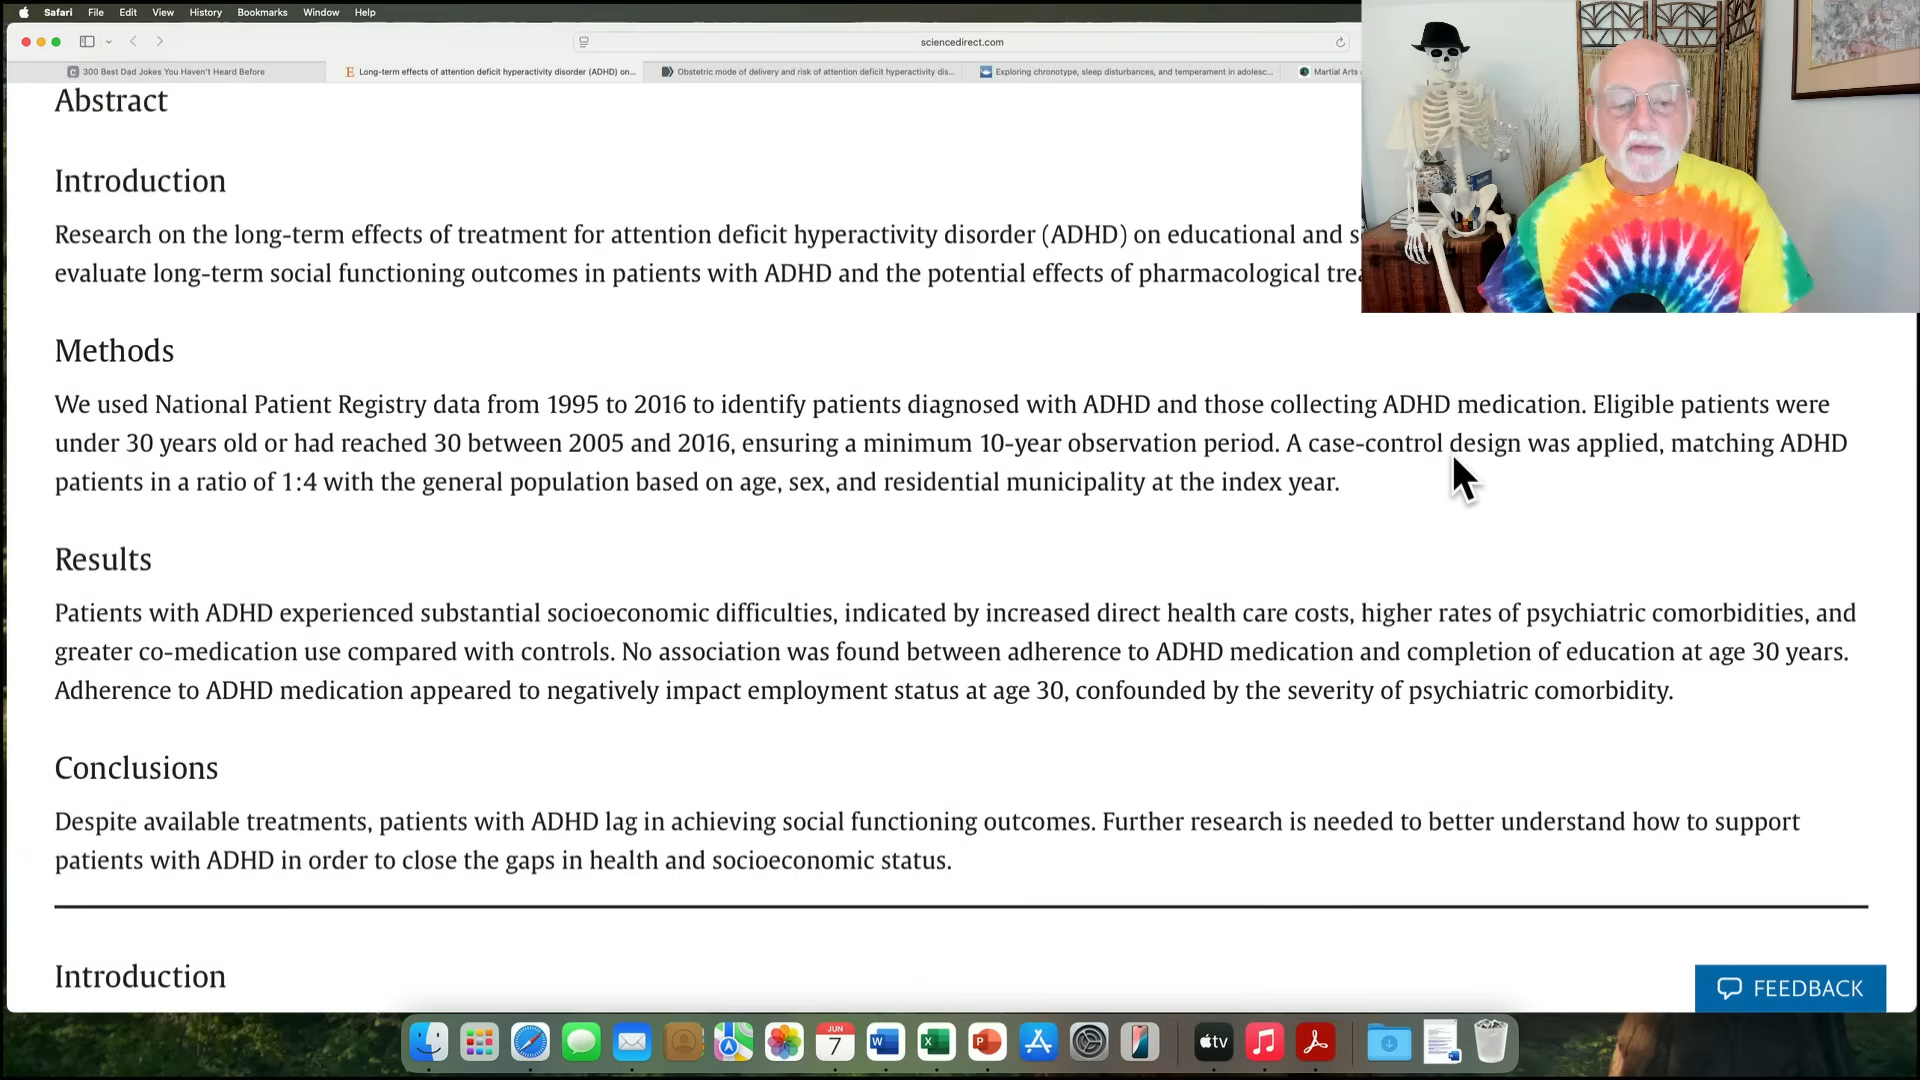 Safari File Edit View History Bookmarks Window Help
sciencedirect.com
300 Best Dad Jokes You Haven't Heard Before
Long-term effects of attention deficit hyperactivity disorder (ADHD) on...
Obstetric mode of delivery and risk of attention deficit hyperactivity dis...
Exploring chronotype, sleep disturbances, and temperament in adolesc...
Martial Arts
Abstract
Introduction
Research on the long-term effects of treatment for attention deficit hyperactivity disorder (ADHD) on educational and s
evaluate long-term social functioning outcomes in patients with ADHD and the potential effects of pharmacological trea
Methods
We used National Patient Registry data from 1995 to 2016 to identify patients diagnosed with ADHD and those collecting ADHD medication. Eligible patients were
under 30 years old or had reached 30 between 2005 and 2016, ensuring a minimum 10-year observation period. A case-control design was applied, matching ADHD
patients in a ratio of 1:4 with the general population based on age, sex, and residential municipality at the index year.
Results
Patients with ADHD experienced substantial socioeconomic difficulties, indicated by increased direct health care costs, higher rates of psychiatric comorbidities, and
greater co-medication use compared with controls. No association was found between adherence to ADHD medication and completion of education at age 30 years.
Adherence to ADHD medication appeared to negatively impact employment status at age 30, confounded by the severity of psychiatric comorbidity.
Conclusions
Despite available treatments, patients with ADHD lag in achieving social functioning outcomes. Further research is needed to better understand how to support
patients with ADHD in order to close the gaps in health and socioeconomic status.
Introduction
FEEDBACK
JUN
7
W
X
P
tv